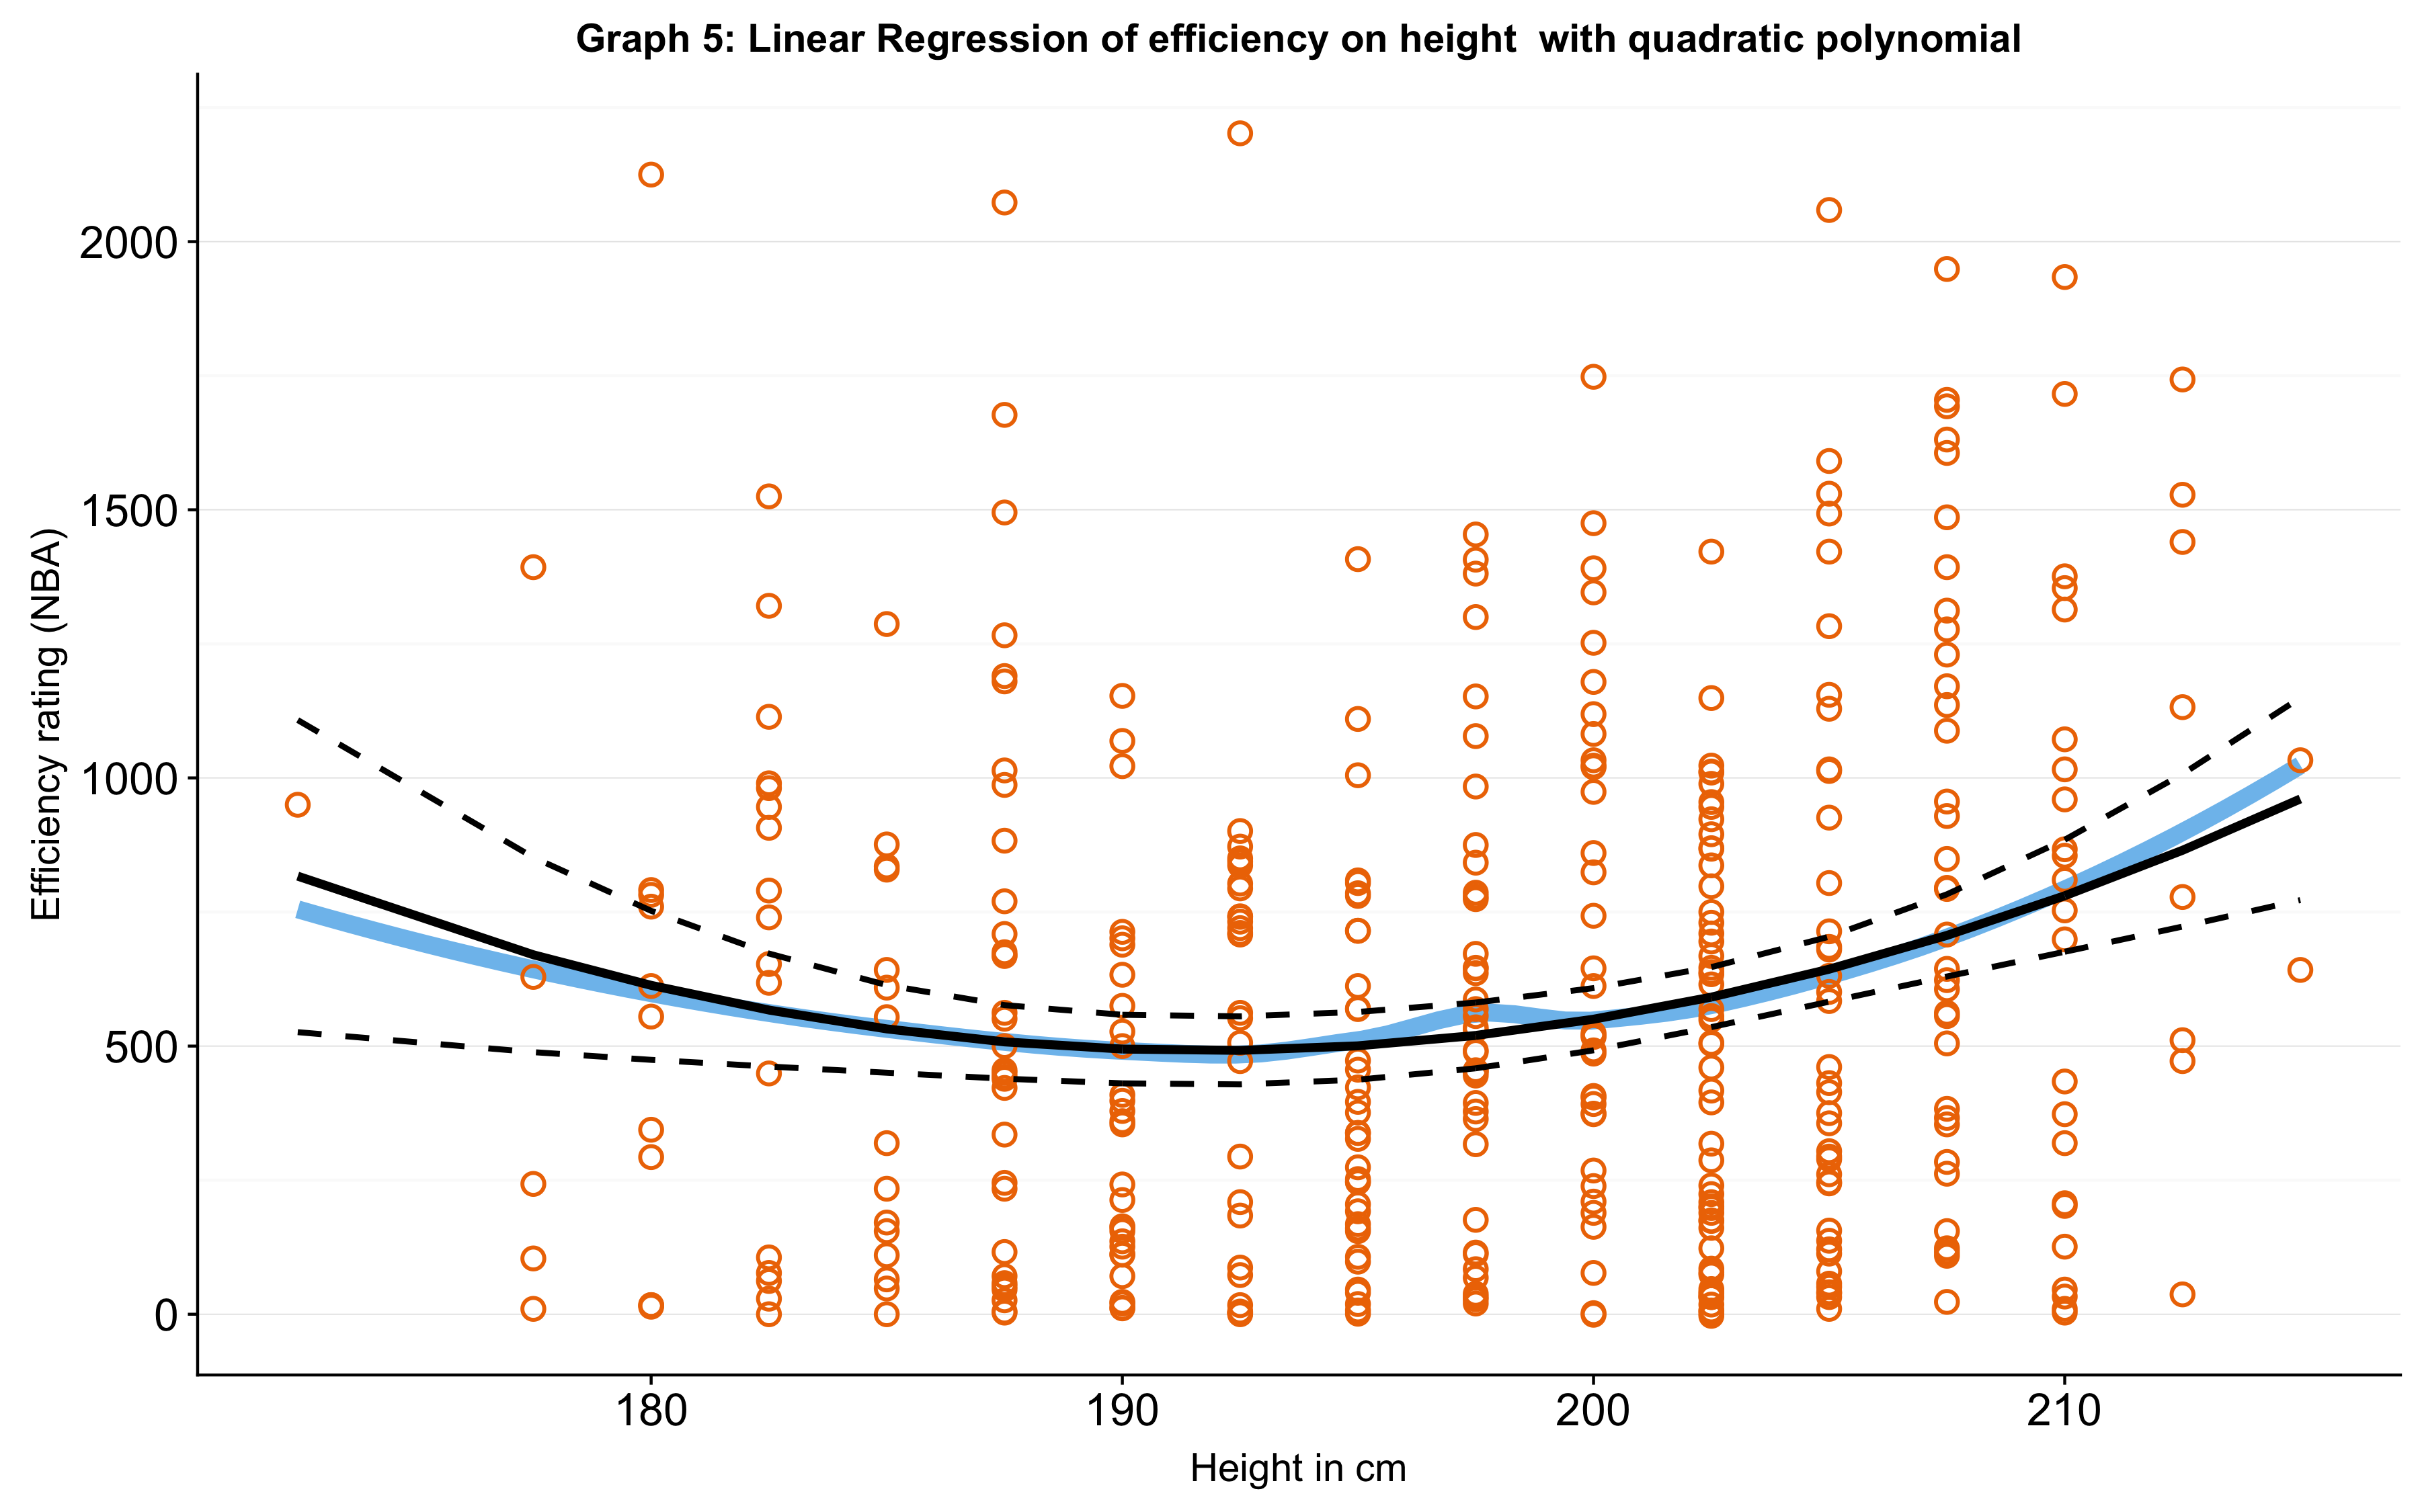 Graph 5: Linear Regression of efficiency on height  with quadratic polynomial
Efficiency rating (NBA)
2000
1500
1000
500
0
180 190 200 210
Height in cm